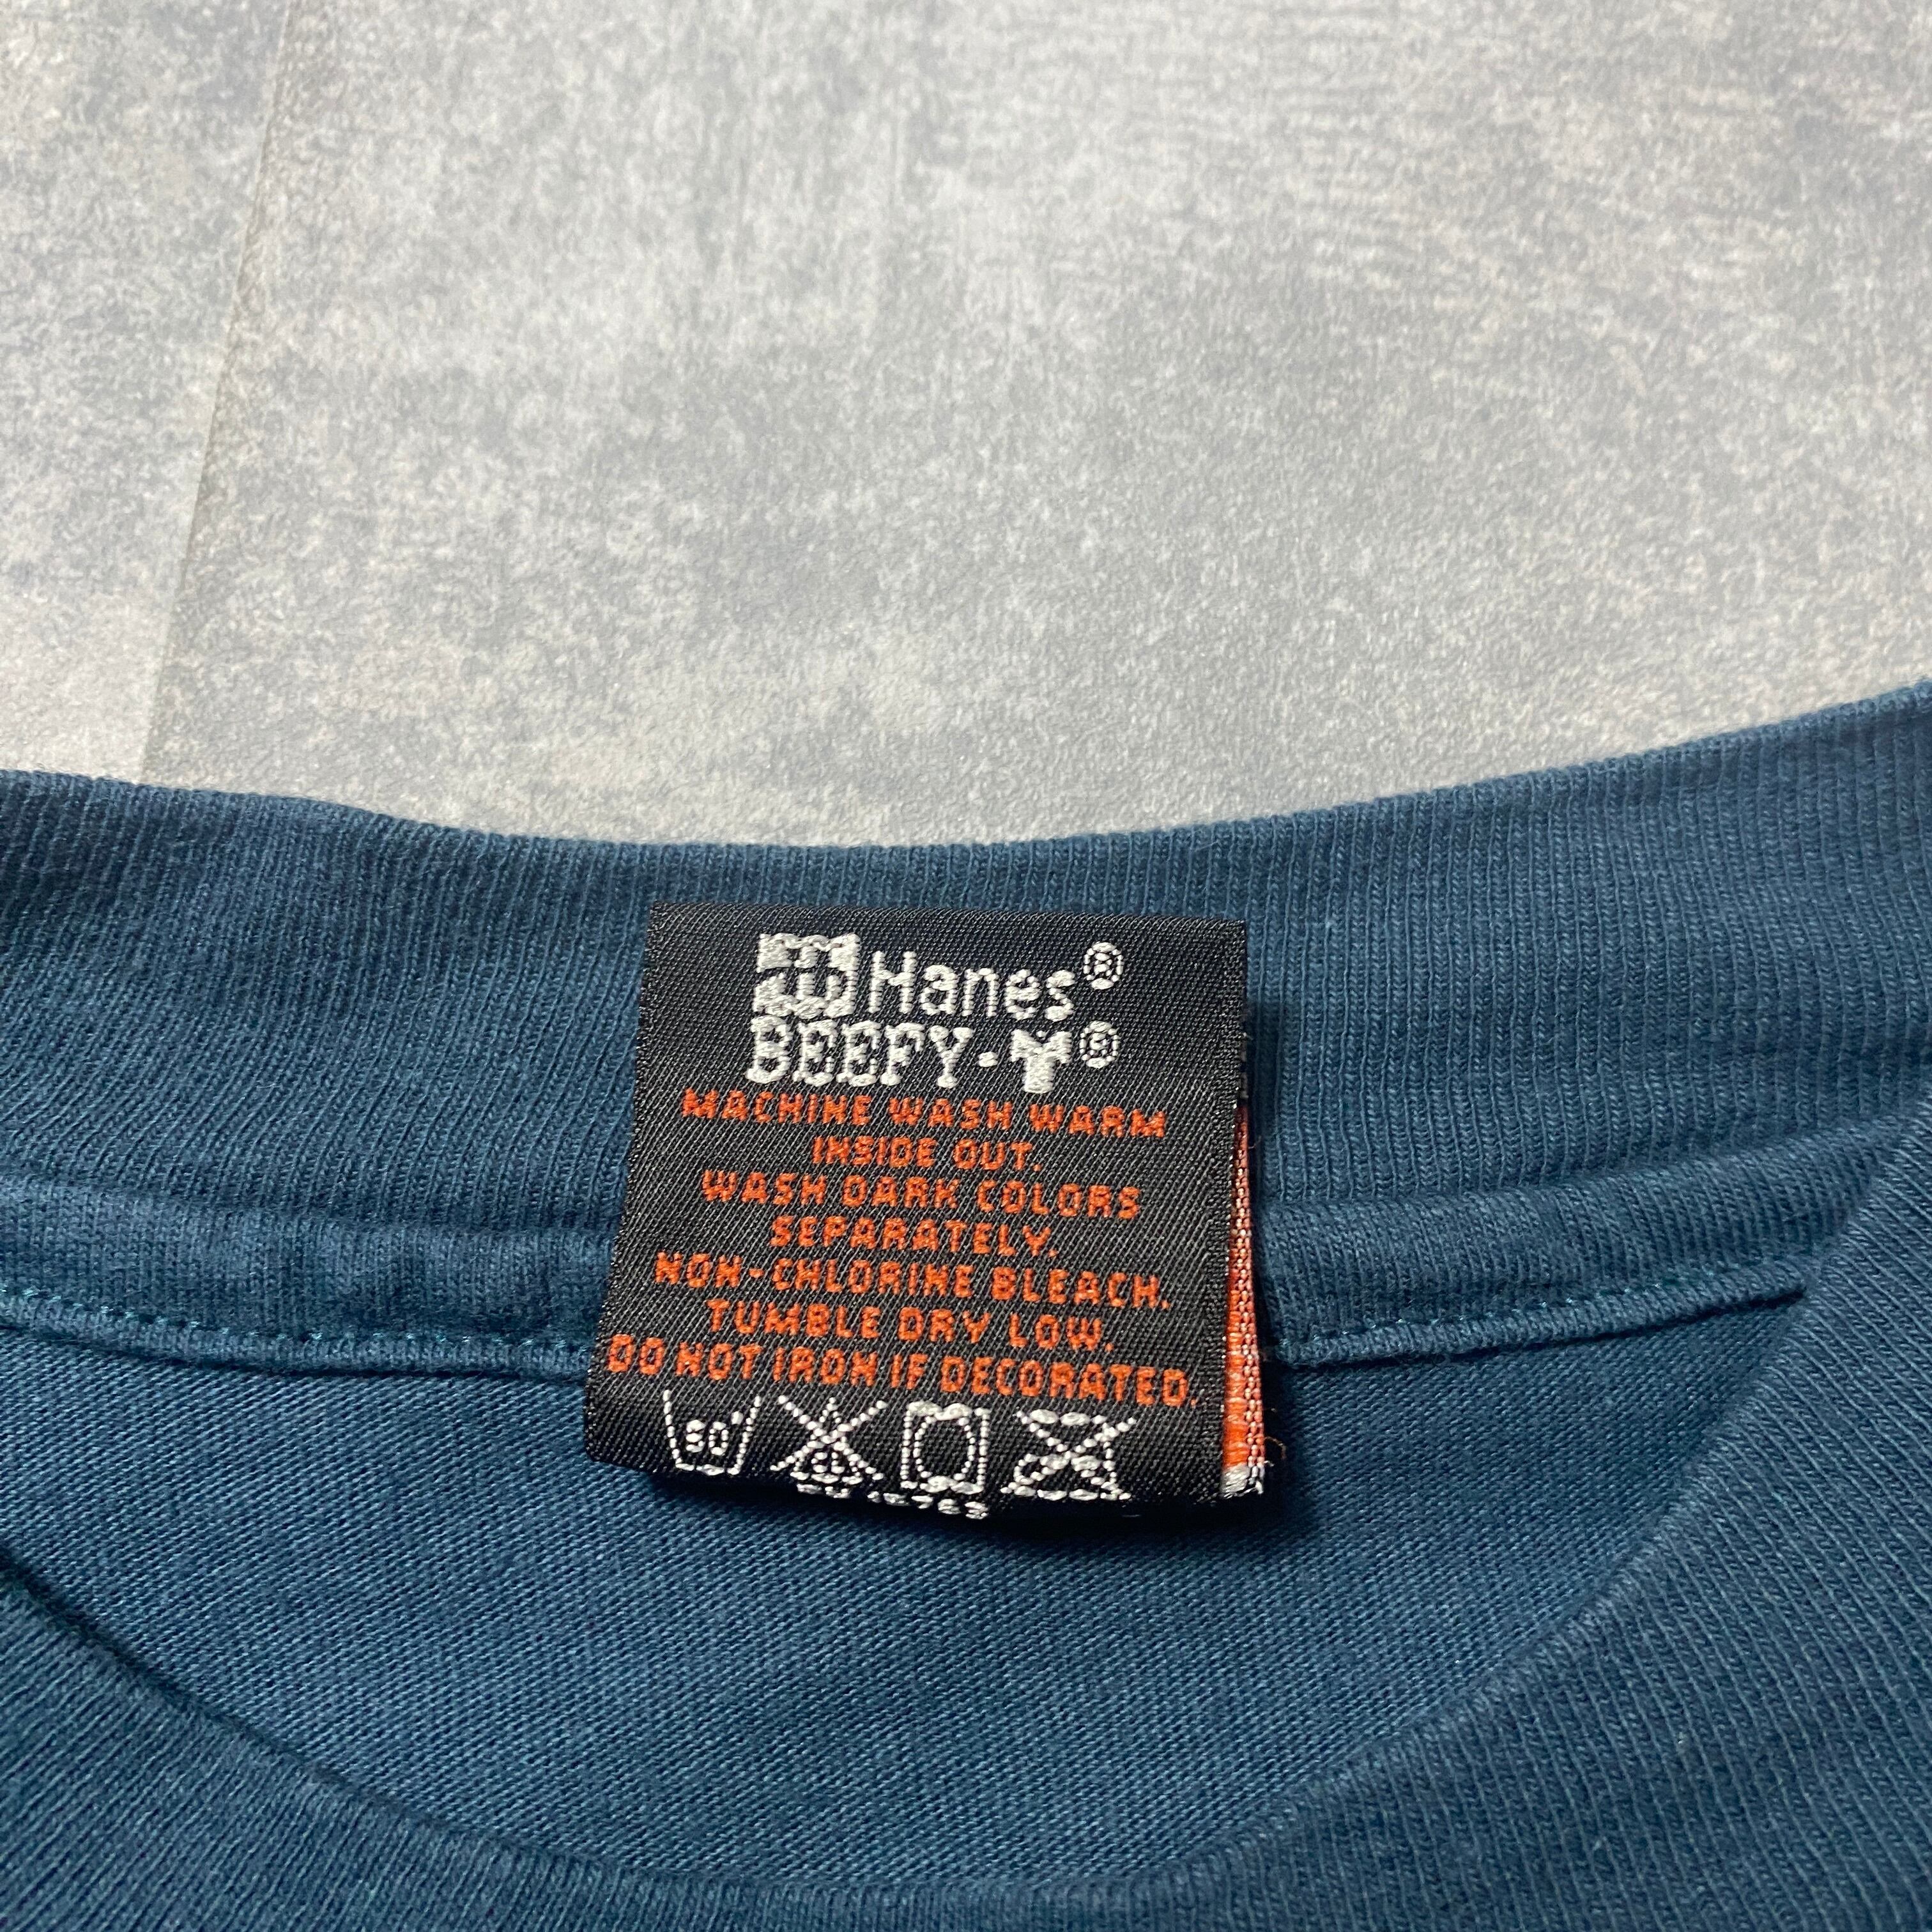 Hanes®
BEEFY-T®
MACHINE WASH WARM
INSIDE OUT.
WASH DARK COLORS
SEPARATELY.
NON-CHLORINE BLEACH.
TUMBLE DRY LOW.
DO NOT IRON IF DECORATED.